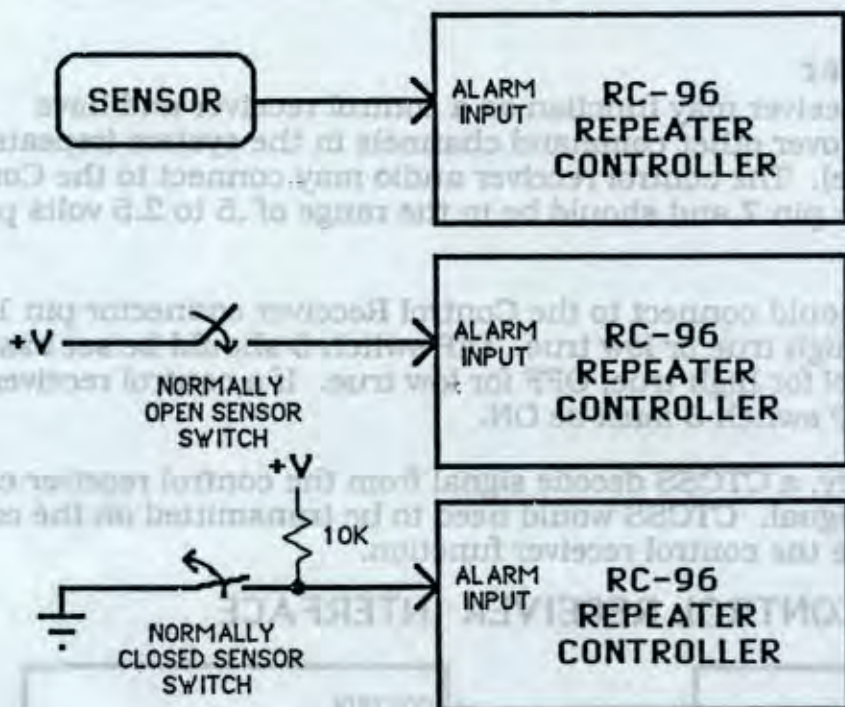 SENSOR
ALARM INPUT
RC-96
REPEATER
CONTROLLER
+V
NORMALLY
OPEN SENSOR
SWITCH
ALARM
INPUT
RC-96
REPEATER
CONTROLLER
+V
10K
NORMALLY
CLOSED SENSOR
SWITCH
ALARM
INPUT
RC-96
REPEATER
CONTROLLER